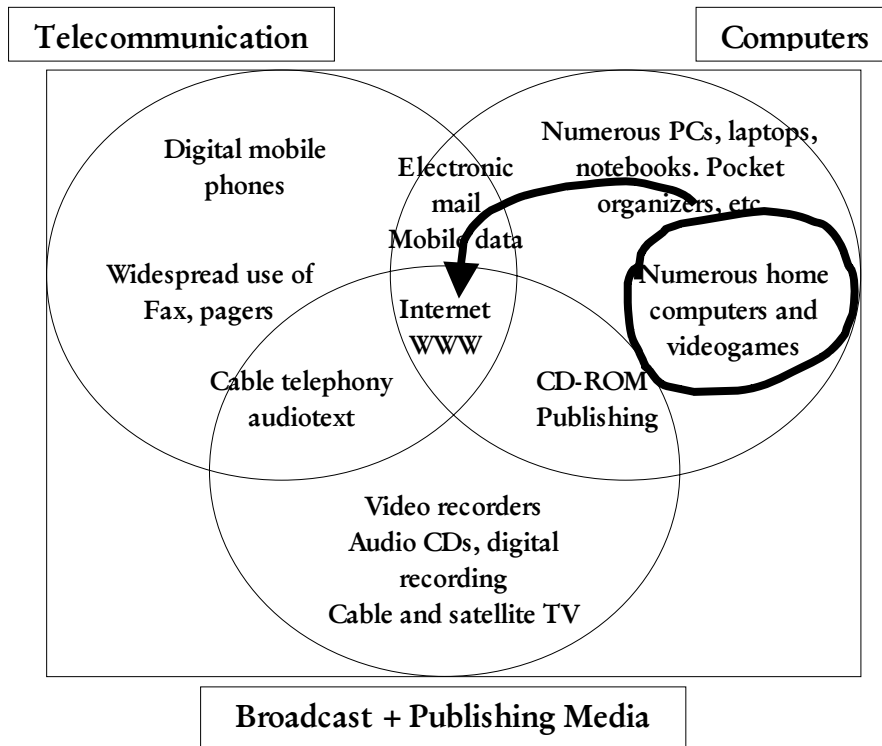 Telecommunication
Computers
Digital mobile
phones
Widespread use of
Fax, pagers
Electronic
mail
Mobile data
Numerous PCs, laptops,
notebooks. Pocket
organizers, etc
Numerous home
computers and
videogames
Internet
WWW
Cable telephony
audiotext
CD-ROM
Publishing
Video recorders
Audio CDs, digital
recording
Cable and satellite TV
Broadcast + Publishing Media